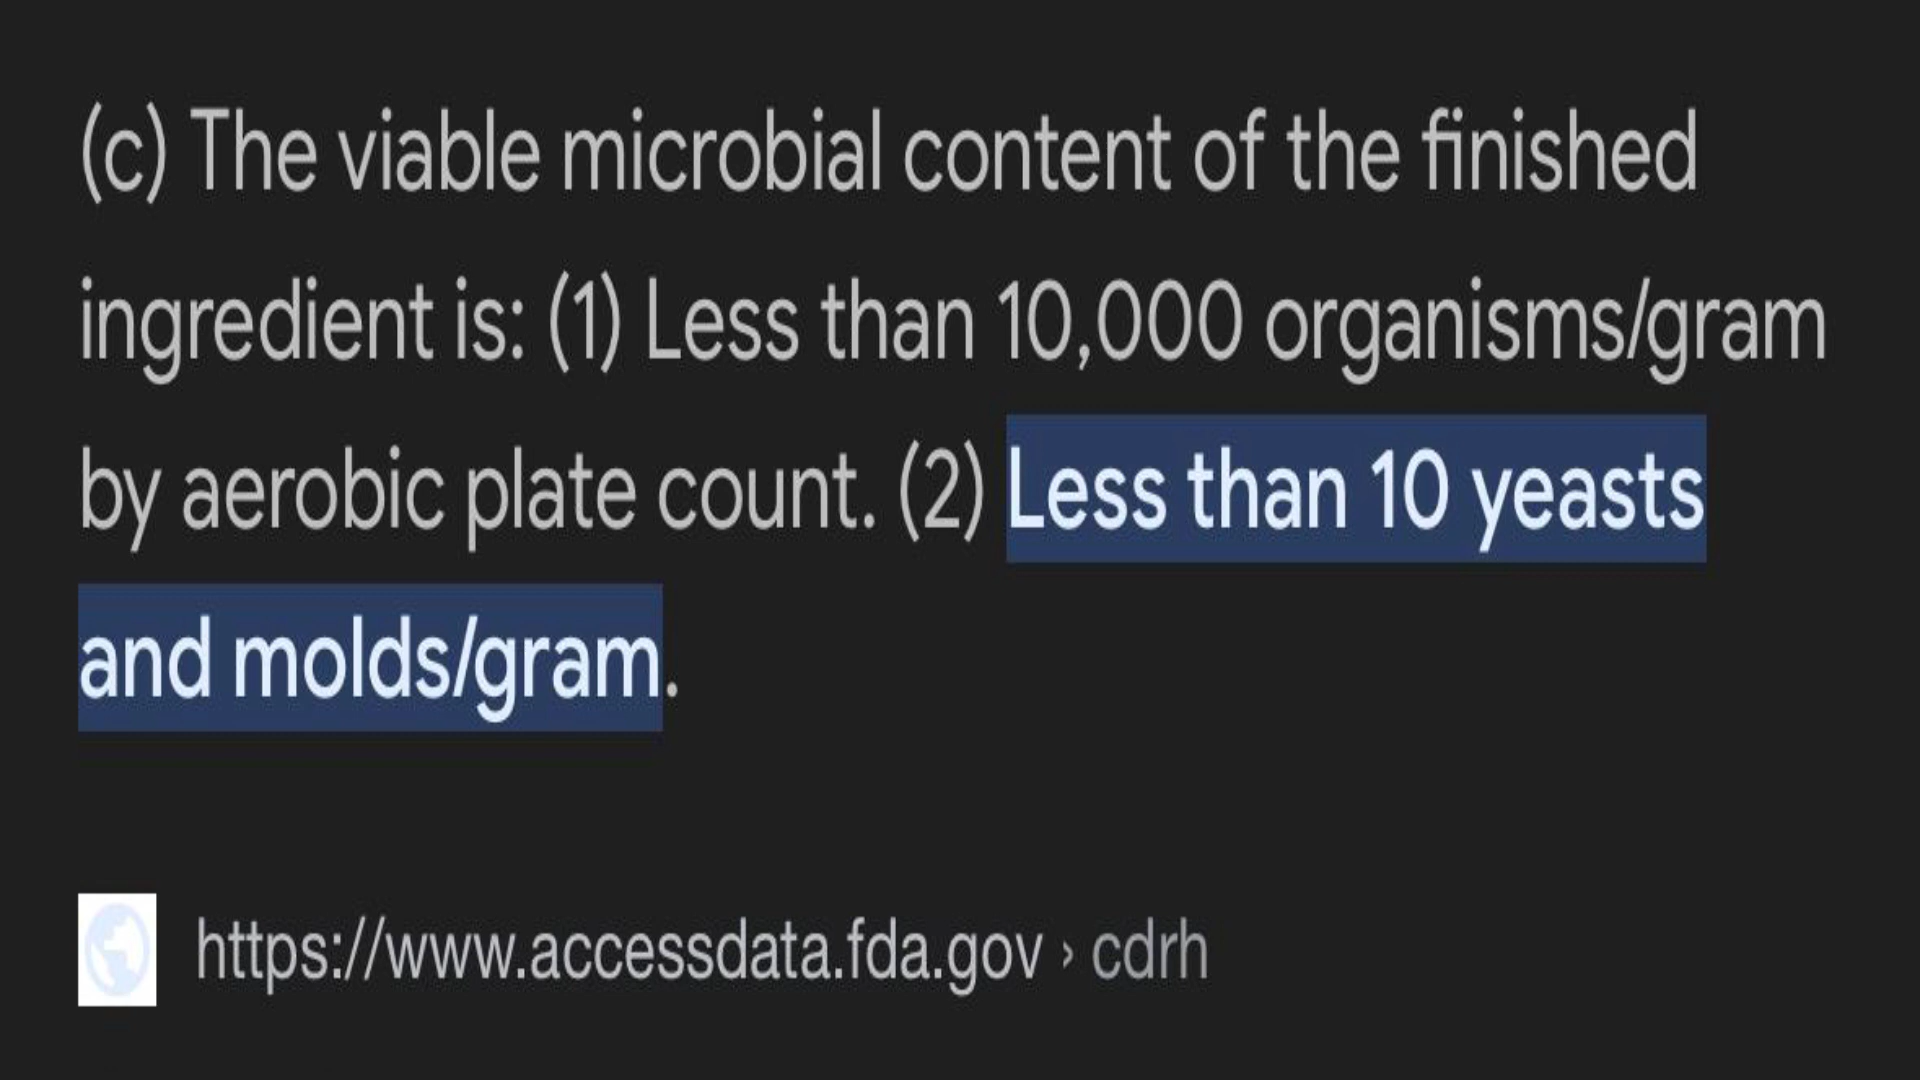 (c) The viable microbial content of the finished
ingredient is: (1) Less than 10,000 organisms/gram
by aerobic plate count. (2) Less than 10 yeasts
and molds/gram.
https://www.accessdata.fda.gov › cdrh